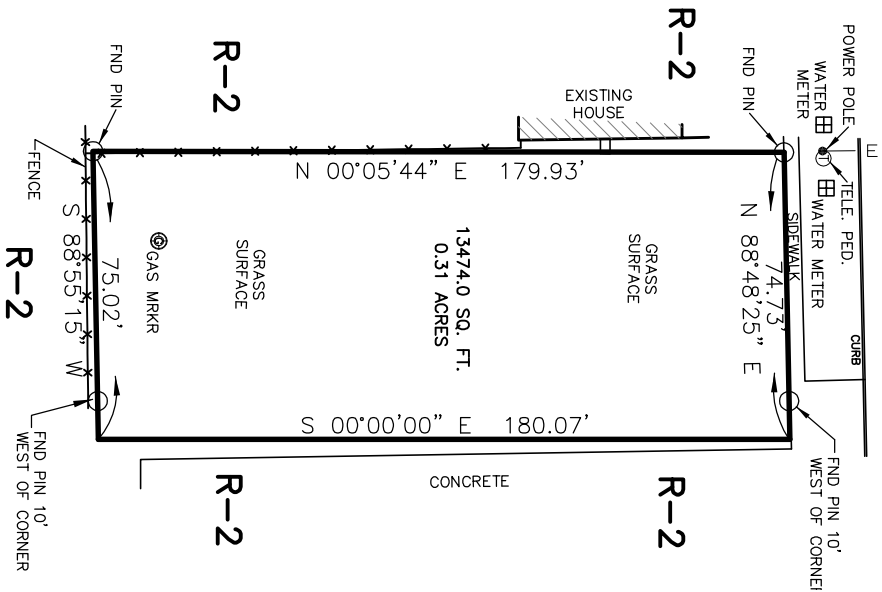 POWER POLE
WATER
METER
E
T
TELE. PED.
WATER METER
CURB
SIDEWALK
FND PIN
R-2
EXISTING
HOUSE
R-2
FND PIN
FENCE
N 00°05'44" E 179.93'
N 88°48'25" E
74.73'
GRASS
SURFACE
13474.0 SQ. FT.
0.31 ACRES
GRASS
SURFACE
GAS MRKR
75.02'
S 88°55'15" W
R-2
S 00°00'00" E 180.07'
FND PIN 10'
WEST OF CORNER
R-2
CONCRETE
R-2
FND PIN 10'
WEST OF CORNER